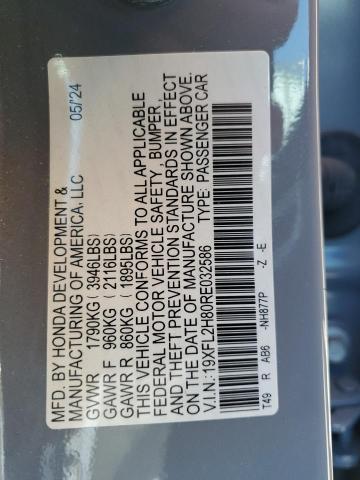 MFD. BY HONDA DEVELOPMENT &
MANUFACTURING OF AMERICA, LLC 05/'24
GVWR 1790KG (3946LBS)
GAWR F 960KG (2116LBS)
GAWR R 860KG (1896LBS)
THIS VEHICLE CONFORMS TO ALL APPLICABLE
FEDERAL MOTOR VEHICLE SAFETY, BUMPER,
AND THEFT PREVENTION STANDARDS IN EFFECT
ON THE DATE OF MANUFACTURE SHOWN ABOVE.
V.I.N.:19XFL2H80RE032586 TYPE: PASSENGER CAR
T49 R AB6 -NH877P -Z -E